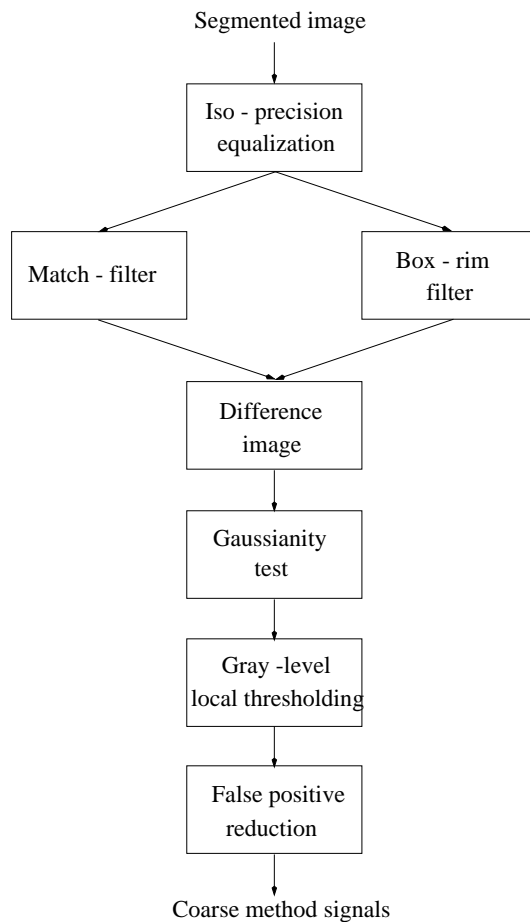 Segmented image
Iso - precision
equalization
Match - filter
Box - rim
filter
Difference
image
Gaussianity
test
Gray -level
local thresholding
False positive
reduction
Coarse method signals